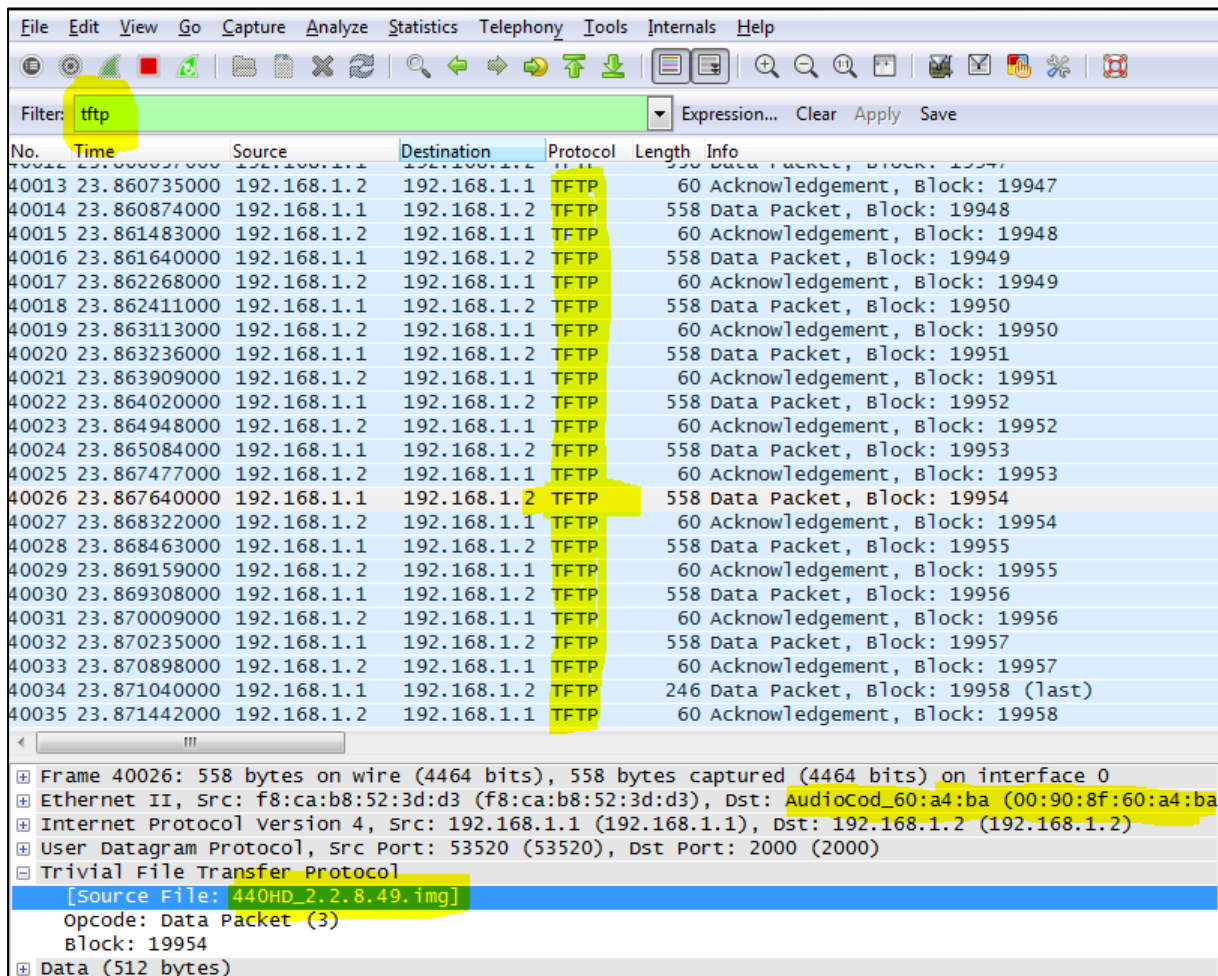 File Edit View Go Capture Analyze Statistics Telephony Tools Internals Help
Filter: tftp Expression... Clear Apply Save
No. Time Source Destination Protocol Length Info
40013 23.860735000 192.168.1.2 192.168.1.1 TFTP 60 Acknowledgement, Block: 19947
40014 23.860874000 192.168.1.1 192.168.1.2 TFTP 558 Data Packet, Block: 19948
40015 23.861483000 192.168.1.2 192.168.1.1 TFTP 60 Acknowledgement, Block: 19948
40016 23.861640000 192.168.1.1 192.168.1.2 TFTP 558 Data Packet, Block: 19949
40017 23.862268000 192.168.1.2 192.168.1.1 TFTP 60 Acknowledgement, Block: 19949
40018 23.862411000 192.168.1.1 192.168.1.2 TFTP 558 Data Packet, Block: 19950
40019 23.863113000 192.168.1.2 192.168.1.1 TFTP 60 Acknowledgement, Block: 19950
40020 23.863236000 192.168.1.1 192.168.1.2 TFTP 558 Data Packet, Block: 19951
40021 23.863909000 192.168.1.2 192.168.1.1 TFTP 60 Acknowledgement, Block: 19951
40022 23.864020000 192.168.1.1 192.168.1.2 TFTP 558 Data Packet, Block: 19952
40023 23.864948000 192.168.1.2 192.168.1.1 TFTP 60 Acknowledgement, Block: 19952
40024 23.865084000 192.168.1.1 192.168.1.2 TFTP 558 Data Packet, Block: 19953
40025 23.867477000 192.168.1.2 192.168.1.1 TFTP 60 Acknowledgement, Block: 19953
40026 23.867640000 192.168.1.1 192.168.1.2 TFTP 558 Data Packet, Block: 19954
40027 23.868322000 192.168.1.2 192.168.1.1 TFTP 60 Acknowledgement, Block: 19954
40028 23.868463000 192.168.1.1 192.168.1.2 TFTP 558 Data Packet, Block: 19955
40029 23.869159000 192.168.1.2 192.168.1.1 TFTP 60 Acknowledgement, Block: 19955
40030 23.869308000 192.168.1.1 192.168.1.2 TFTP 558 Data Packet, Block: 19956
40031 23.870009000 192.168.1.2 192.168.1.1 TFTP 60 Acknowledgement, Block: 19956
40032 23.870235000 192.168.1.1 192.168.1.2 TFTP 558 Data Packet, Block: 19957
40033 23.870898000 192.168.1.2 192.168.1.1 TFTP 60 Acknowledgement, Block: 19957
40034 23.871040000 192.168.1.1 192.168.1.2 TFTP 246 Data Packet, Block: 19958 (last)
40035 23.871442000 192.168.1.2 192.168.1.1 TFTP 60 Acknowledgement, Block: 19958
Frame 40026: 558 bytes on wire (4464 bits), 558 bytes captured (4464 bits) on interface 0
Ethernet II, Src: f8:ca:b8:52:3d:d3 (f8:ca:b8:52:3d:d3), Dst: AudioCod_60:a4:ba (00:90:8f:60:a4:ba
Internet Protocol Version 4, Src: 192.168.1.1 (192.168.1.1), Dst: 192.168.1.2 (192.168.1.2)
User Datagram Protocol, Src Port: 53520 (53520), Dst Port: 2000 (2000)
Trivial File Transfer Protocol
[Source File: 440HD_2.2.8.49.img]
Opcode: Data Packet (3)
Block: 19954
Data (512 bytes)